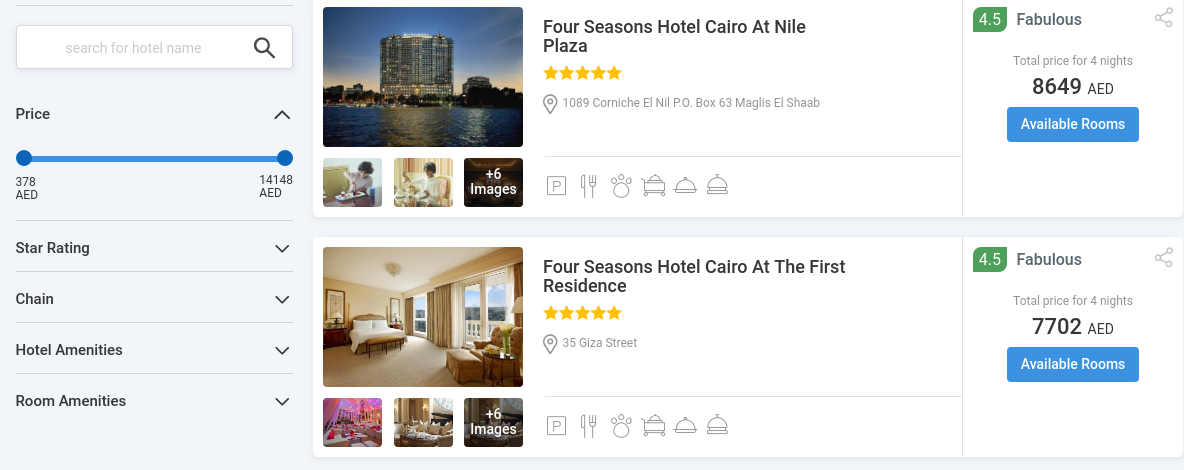 search for hotel name
Price
378
AED
14148
AED
Star Rating
Chain
Hotel Amenities
Room Amenities
Four Seasons Hotel Cairo At Nile
Plaza
1089 Corniche El Nil P.O. Box 63 Maglis El Shaab
+6
Images
P
4.5 Fabulous
Total price for 4 nights
8649 AED
Available Rooms
Four Seasons Hotel Cairo At The First
Residence
35 Giza Street
+6
Images
P
4.5 Fabulous
Total price for 4 nights
7702 AED
Available Rooms